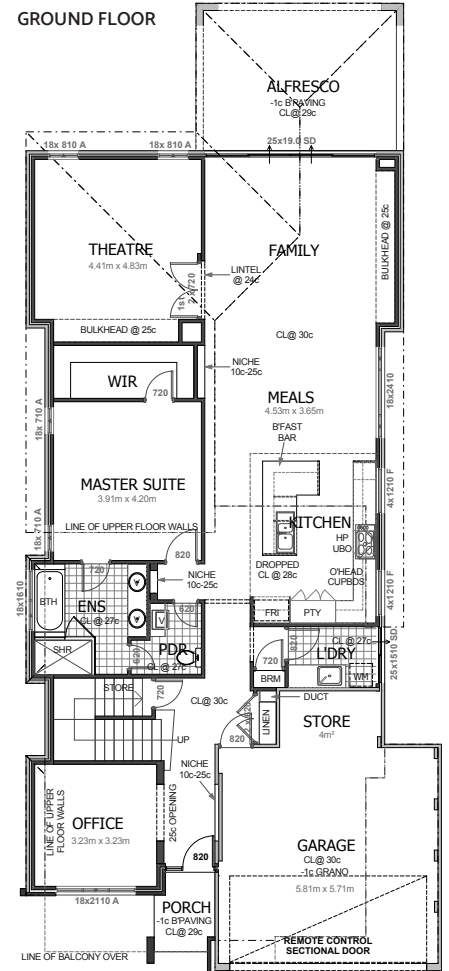 GROUND FLOOR
ALFRESCO
-1c B'PAVING
CL@ 29c
25x19.0 SD
18x 810 A
18x 810 A
THEATRE
4.41m x 4.83m
1st
2 x 720
LINTEL
@ 24c
FAMILY
BULKHEAD @ 25c
BULKHEAD @ 25c
CL@ 30c
NICHE
10c-25c
WIR
720
MEALS
4.53m x 3.65m
18x2410
B'FAST
BAR
18x 710 A
MASTER SUITE
3.91m x 4.20m
LINE OF UPPER FLOOR WALLS
18x 710 A
820
4x1210 F
KITCHEN
HP
UBO
DROPPED
CL @ 28c
O'HEAD
CUPBDS
4x1210 F
720
NICHE
10c-25c
18x1610
BTH
ENS
CL @ 27c
620
V
FRI
PTY
SHR
620
PDR
CL @ 27c
820
CL @ 27c
L'DRY
720
BRM
WM
25x1510 SD
STORE
720
CL@ 30c
DUCT
LINEN
STORE
4m²
UP
820
NICHE
10c-25c
LINE OF UPPER
FLOOR WALLS
OFFICE
3.23m x 3.23m
25c OPENING
820
GARAGE
CL@ 30c
-1c GRANO
5.81m x 5.71m
18x2110 A
PORCH
-1c B'PAVING
CL@ 29c
REMOTE CONTROL
SECTIONAL DOOR
LINE OF BALCONY OVER